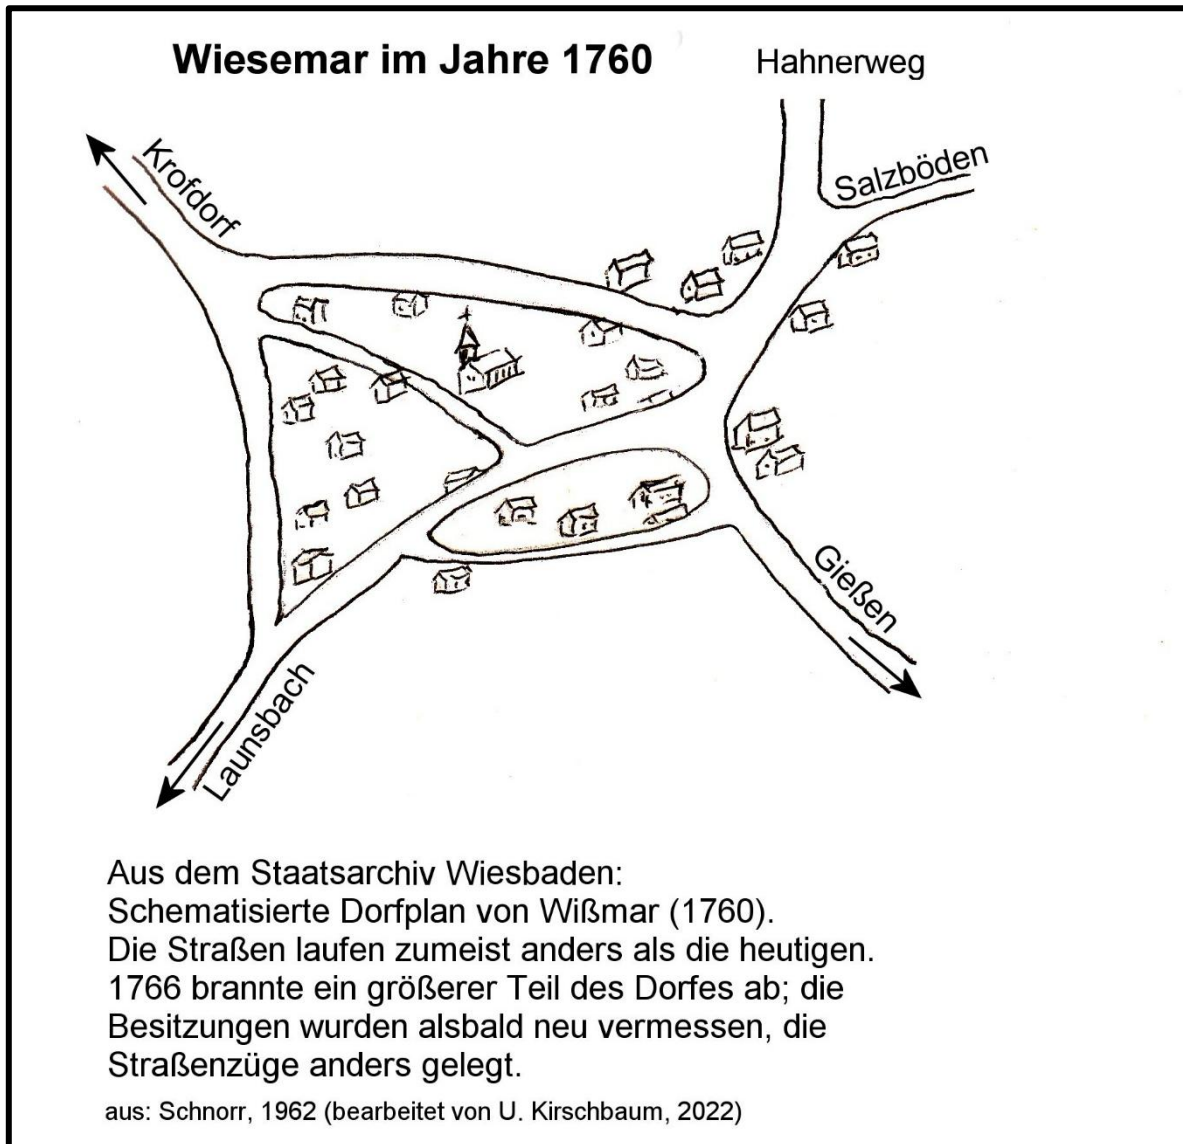 Wiesemar im Jahre 1760
Hahnerweg
Krofdorf
Salzböden
Gießen
Launsbach
Aus dem Staatsarchiv Wiesbaden:
Schematisierte Dorfplan von Wißmar (1760).
Die Straßen laufen zumeist anders als die heutigen.
1766 brannte ein größerer Teil des Dorfes ab; die
Besitzungen wurden alsbald neu vermessen, die
Straßenzüge anders gelegt.
aus: Schnorr, 1962 (bearbeitet von U. Kirschbaum, 2022)